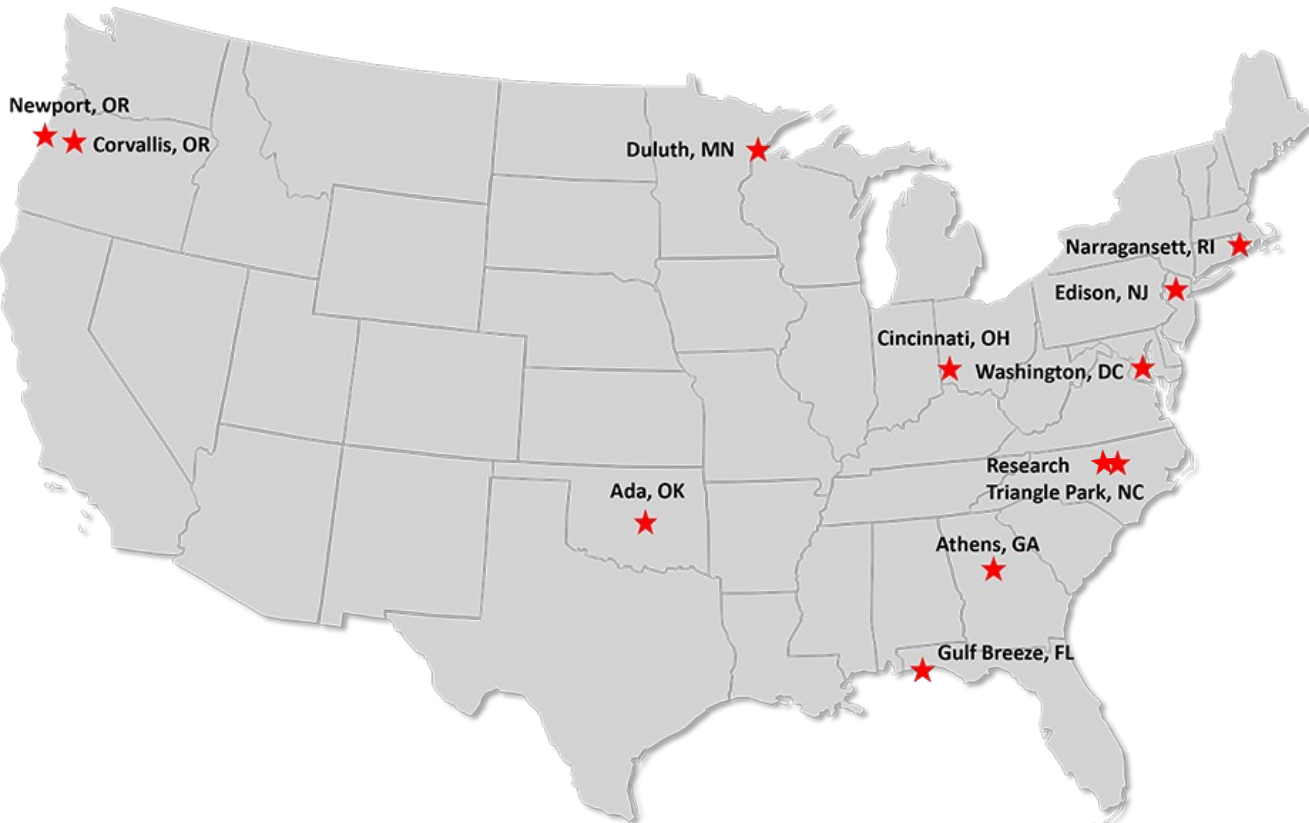 Newport, OR
Corvallis, OR
Duluth, MN
Narragansett, RI
Edison, NJ
Cincinnati, OH
Washington, DC
Research
Triangle Park, NC
Ada, OK
Athens, GA
Gulf Breeze, FL